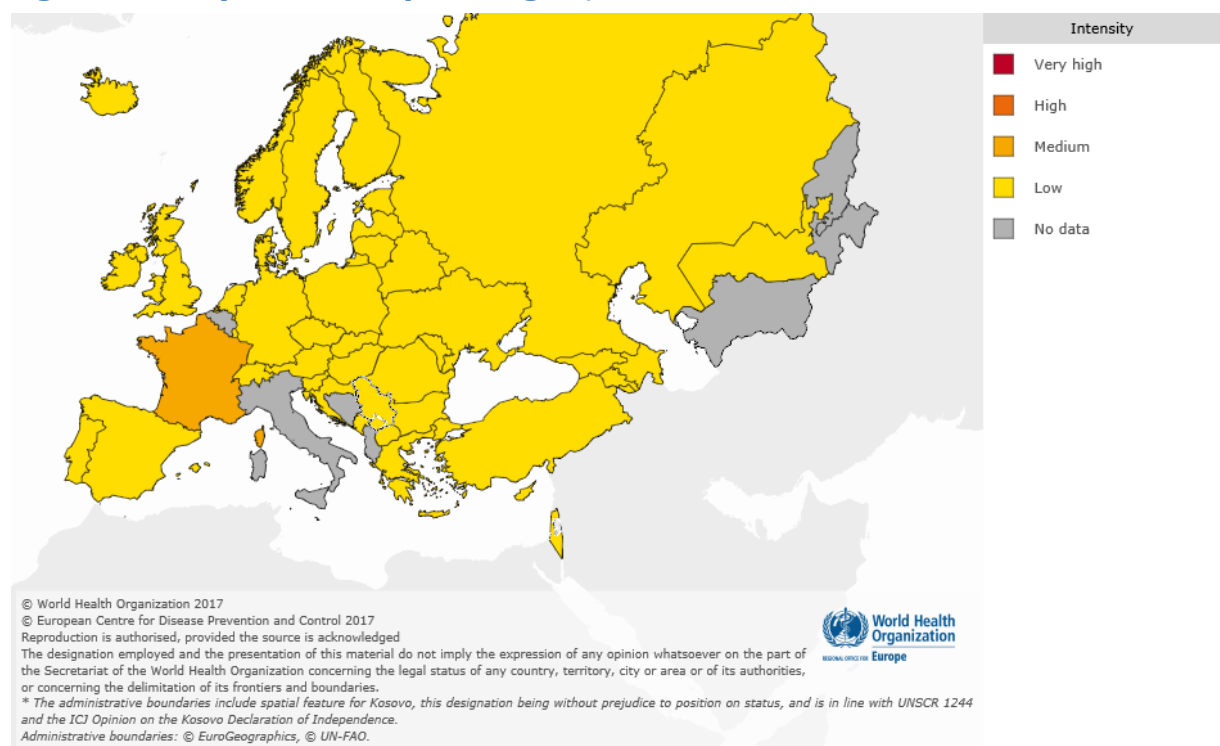 Intensity
Very high
High
Medium
Low
No data
© World Health Organization 2017
© European Centre for Disease Prevention and Control 2017
Reproduction is authorised, provided the source is acknowledged
The designation employed and the presentation of this material do not imply the expression of any opinion whatsoever on the part of
the Secretariat of the World Health Organization concerning the legal status of any country, territory, city or area or of its authorities,
or concerning the delimitation of its frontiers and boundaries.
* The administrative boundaries include spatial feature for Kosovo, this designation being without prejudice to position on status, and is in line with UNSCR 1244
and the ICJ Opinion on the Kosovo Declaration of Independence.
Administrative boundaries: © EuroGeographics, © UN-FAO.
World Health
Organization
REGIONAL OFFICE FOR Europe